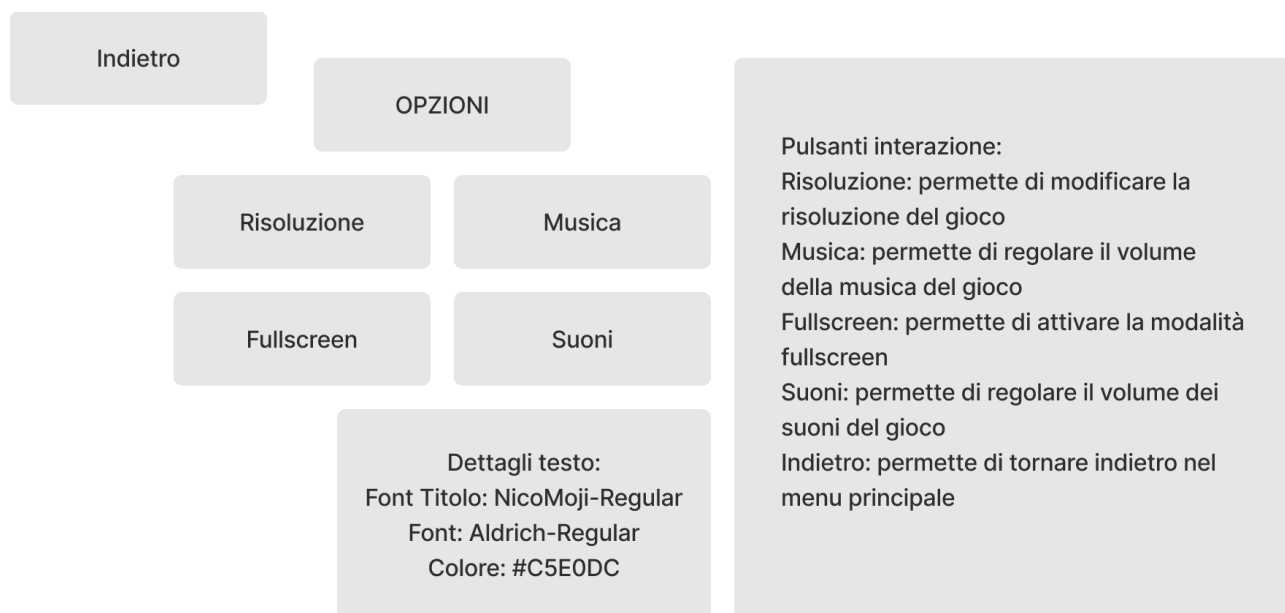 Indietro
OPZIONI
Risoluzione
Musica
Fullscreen
Suoni
Dettagli testo:
Font Titolo: NicoMoji-Regular
Font: Aldrich-Regular
Colore: #C5E0DC
Pulsanti interazione:
Risoluzione: permette di modificare la
risoluzione del gioco
Musica: permette di regolare il volume
della musica del gioco
Fullscreen: permette di attivare la modalità
fullscreen
Suoni: permette di regolare il volume dei
suoni del gioco
Indietro: permette di tornare indietro nel
menu principale